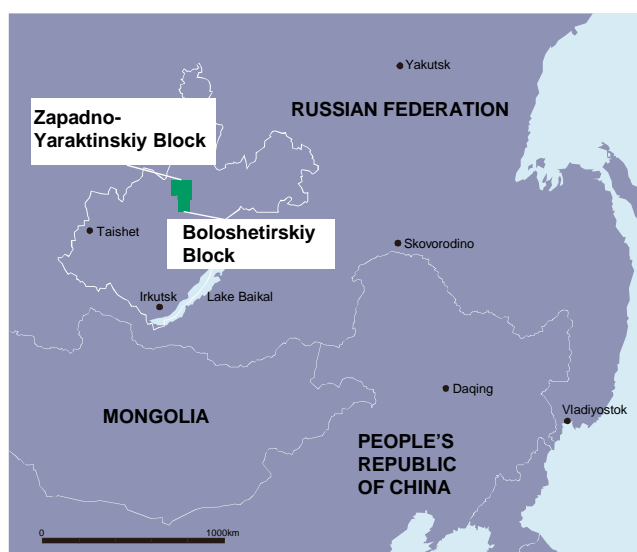 Yakutsk
RUSSIAN FEDERATION
Zapadno-
Yaraktinskiy Block
Taishet
Boloshetirskiy
Block
Skovorodino
Irkutsk
Lake Baikal
Daqing
MONGOLIA
Vladiyostok
PEOPLE'S
REPUBLIC
OF CHINA
0
1000km